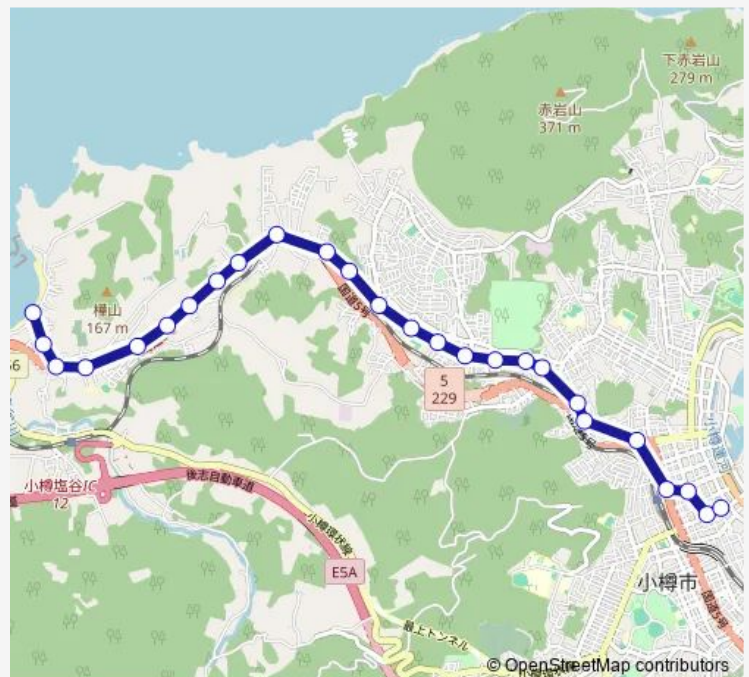 下赤岩山
279 m
赤岩山
371 m
樺山
167 m
国道5号
5
229
小樽塩谷IC
12
後志自動車道
小樽環状線
E5A
小樽市
国道5号
最上トンネル
© OpenStreetMap contributors